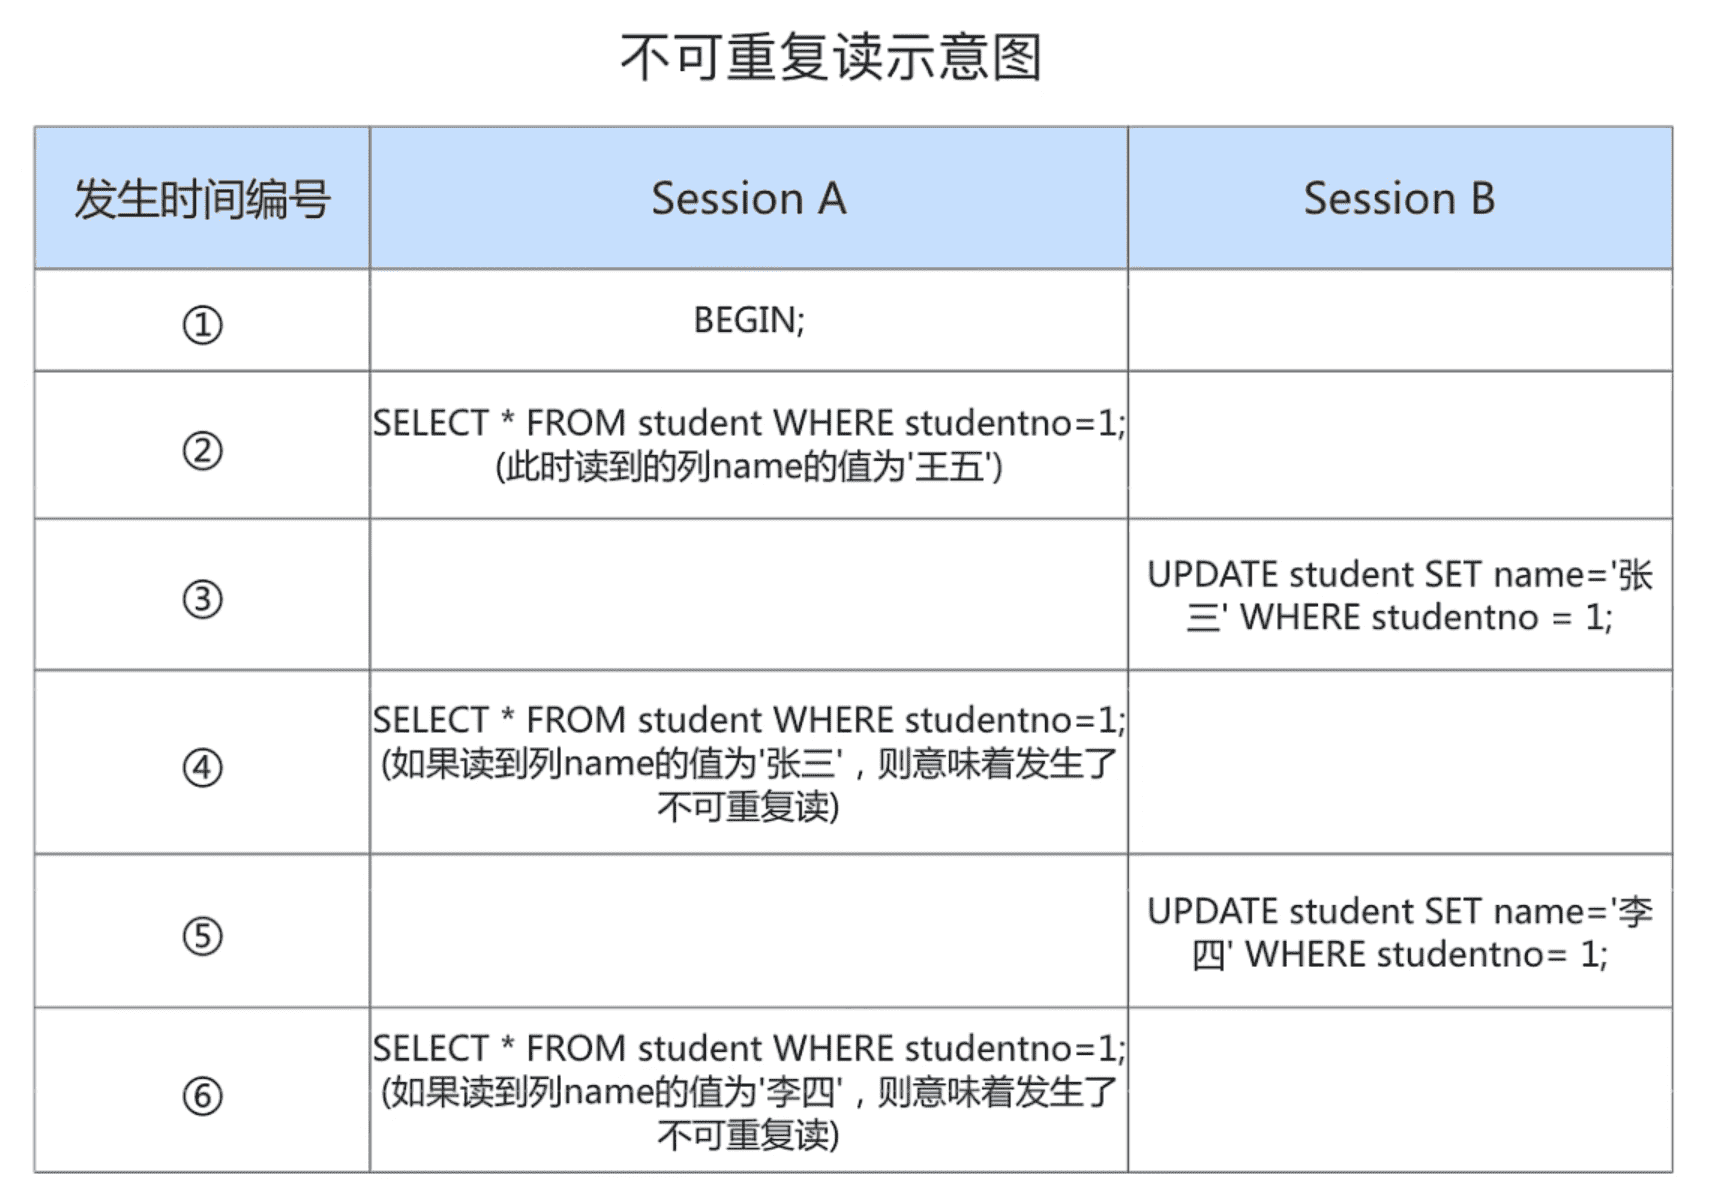 不可重复读示意图
发生时间编号
Session A
Session B
①
BEGIN;
②
SELECT * FROM student WHERE studentno=1;
(此时读到的列name的值为'王五')
③
UPDATE student SET name='张
三' WHERE studentno = 1;
④
SELECT * FROM student WHERE studentno=1;
(如果读到列name的值为'张三'，则意味着发生了
不可重复读)
⑤
UPDATE student SET name='李
四' WHERE studentno= 1;
⑥
SELECT * FROM student WHERE studentno=1;
(如果读到列name的值为'李四'，则意味着发生了
不可重复读)